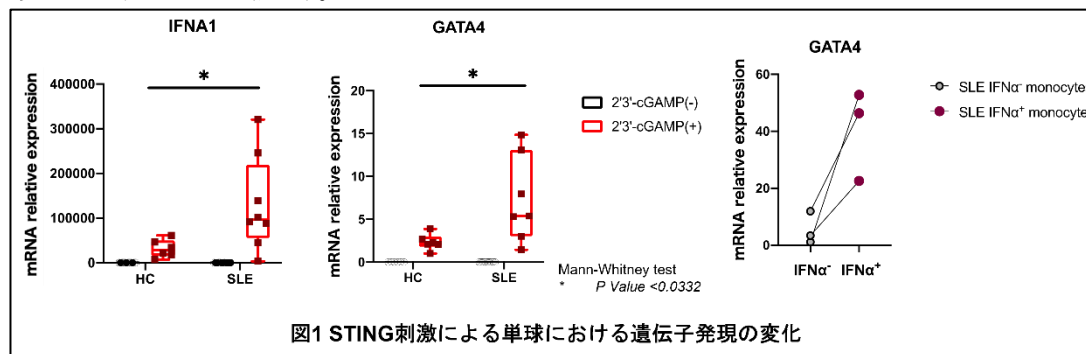 IFNA1
mRNA relative expression
400000
300000
200000
100000
0
*
HC
SLE
GATA4
mRNA relative expression
20
15
10
5
0
*
HC
SLE
2'3'-cGAMP(-)
2'3'-cGAMP(+)
Mann-Whitney test
* P Value <0.0332
GATA4
mRNA relative expression
60
40
20
0
IFNα⁻ IFNα⁺
SLE IFNα⁻ monocyte
SLE IFNα⁺ monocyte
図1 STING刺激による単球における遺伝子発現の変化